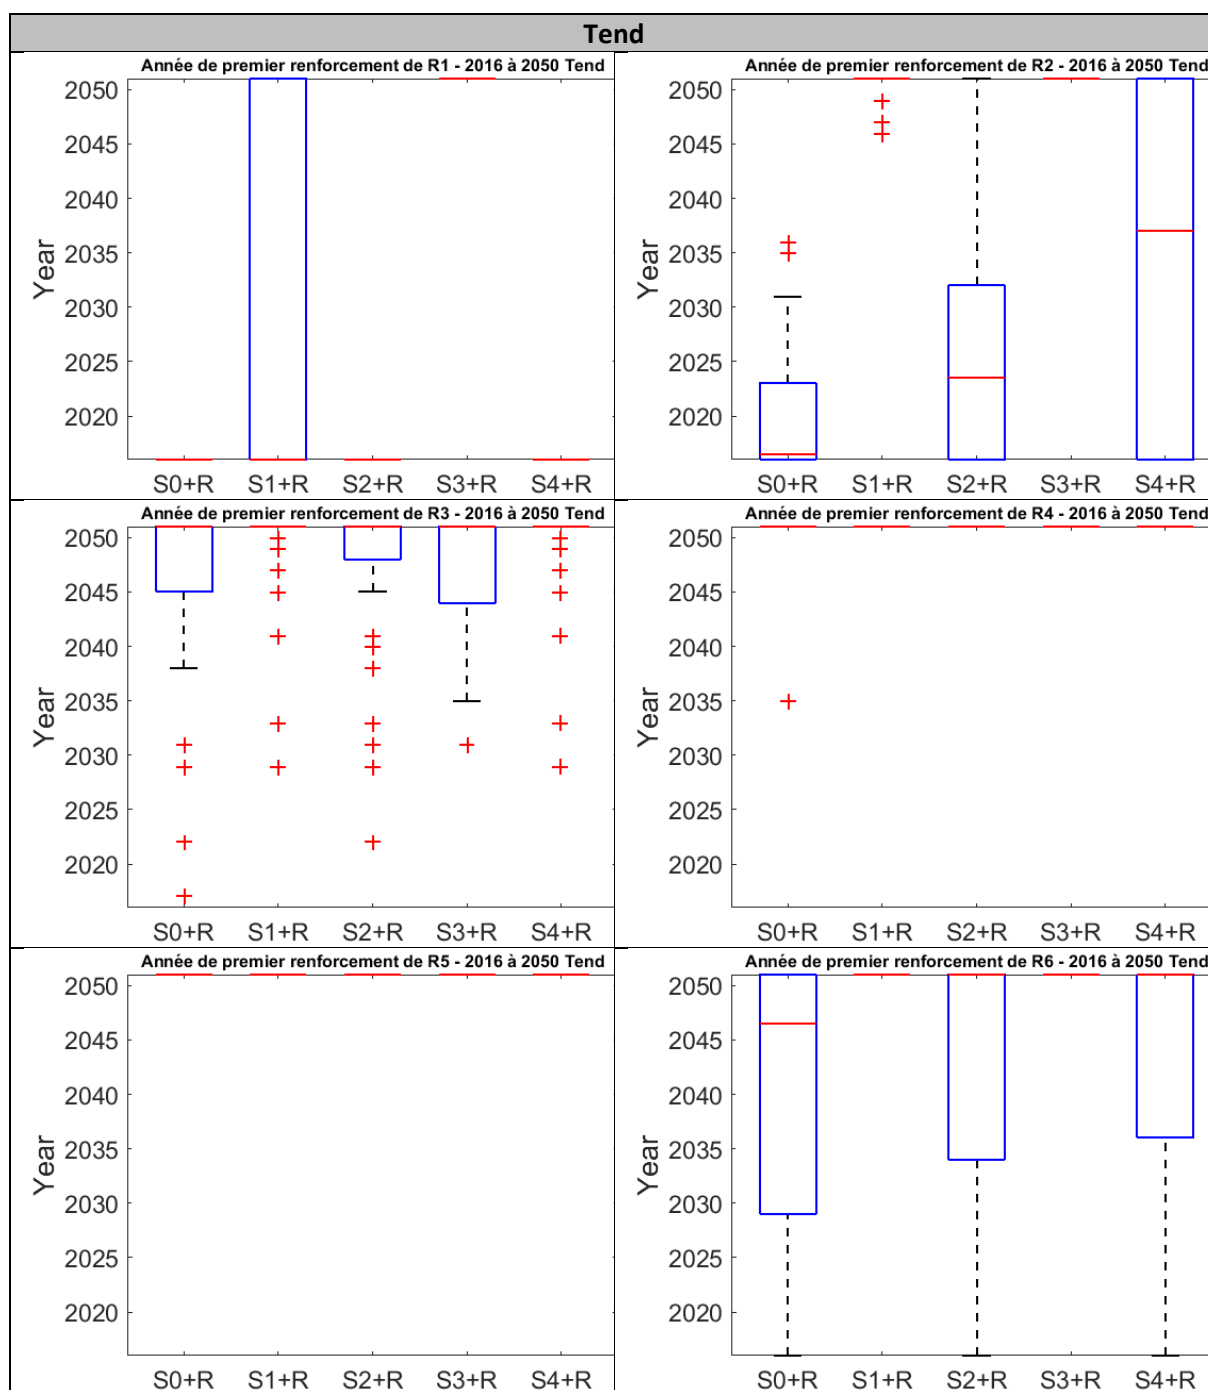 Tend
Année de premier renforcement de R1 - 2016 à 2050 Tend
2050
2045
2040
2035
2030
2025
2020
Year
S0+R S1+R S2+R S3+R S4+R
Année de premier renforcement de R2 - 2016 à 2050 Tend
2050
2045
2040
2035
2030
2025
2020
Year
S0+R S1+R S2+R S3+R S4+R
Année de premier renforcement de R3 - 2016 à 2050 Tend
2050
2045
2040
2035
2030
2025
2020
Year
S0+R S1+R S2+R S3+R S4+R
Année de premier renforcement de R4 - 2016 à 2050 Tend
2050
2045
2040
2035
2030
2025
2020
Year
S0+R S1+R S2+R S3+R S4+R
Année de premier renforcement de R5 - 2016 à 2050 Tend
2050
2045
2040
2035
2030
2025
2020
Year
S0+R S1+R S2+R S3+R S4+R
Année de premier renforcement de R6 - 2016 à 2050 Tend
2050
2045
2040
2035
2030
2025
2020
Year
S0+R S1+R S2+R S3+R S4+R